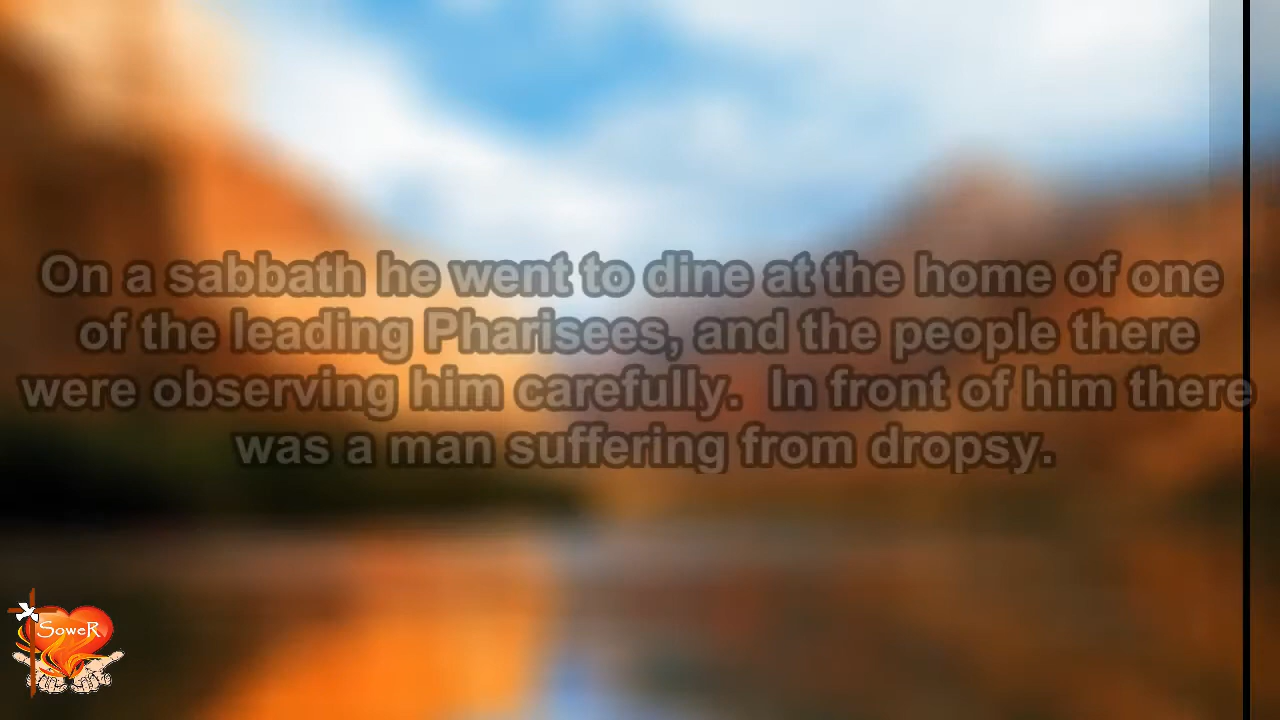 On a sabbath he went to dine at the home of one
of the leading Pharisees, and the people there
were observing him carefully.  In front of him there
was a man suffering from dropsy.
SoweR